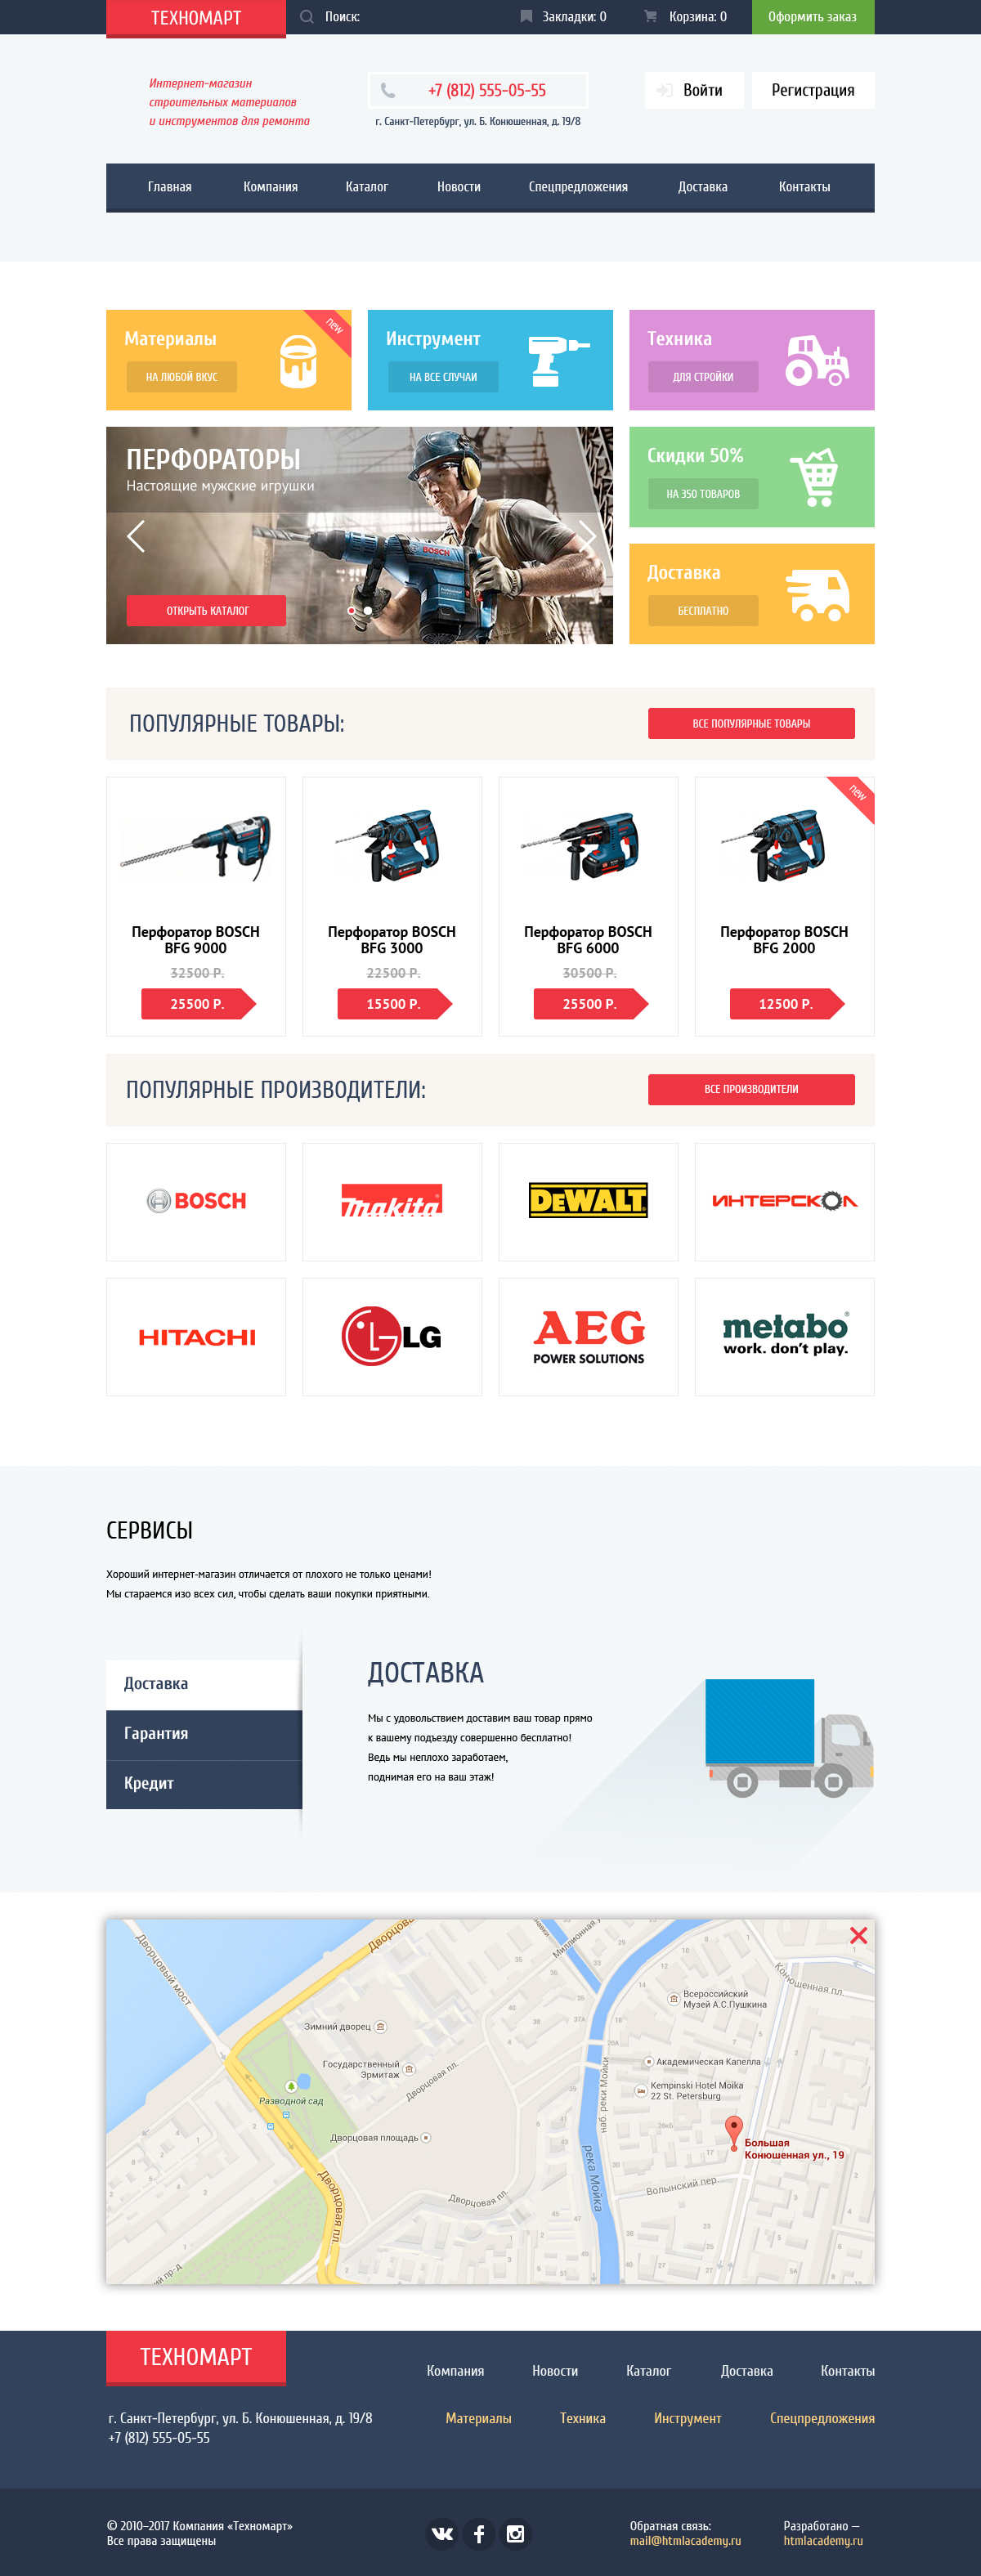 ТЕХНОМАРТ
Поиск:
Закладки: 0
Корзина: 0
Оформить заказ
Интернет-магазин
строительных материалов
и инструментов для ремонта
+7 (812) 555-05-55
г. Санкт-Петербург, ул. Б. Конюшенная, д. 19/8
Войти
Регистрация
Главная
Компания
Каталог
Новости
Спецпредложения
Доставка
Контакты
Материалы
НА ЛЮБОЙ ВКУС
new
Инструмент
НА ВСЕ СЛУЧАИ
Техника
ДЛЯ СТРОЙКИ
ПЕРФОРАТОРЫ
Настоящие мужские игрушки
BOSCH
Professional
ОТКРЫТЬ КАТАЛОГ
Скидки 50%
НА 350 ТОВАРОВ
Доставка
БЕСПЛАТНО
ПОПУЛЯРНЫЕ ТОВАРЫ:
ВСЕ ПОПУЛЯРНЫЕ ТОВАРЫ
Перфоратор BOSCH
BFG 9000
32500 Р.
25500 Р.
Перфоратор BOSCH
BFG 3000
22500 Р.
15500 Р.
Перфоратор BOSCH
BFG 6000
30500 Р.
25500 Р.
new
Перфоратор BOSCH
BFG 2000
12500 Р.
ПОПУЛЯРНЫЕ ПРОИЗВОДИТЕЛИ:
ВСЕ ПРОИЗВОДИТЕЛИ
BOSCH
makita
DEWALT
ИНТЕРСКОЛ
HITACHI
LG
AEG
POWER SOLUTIONS
metabo
work. don't play.
СЕРВИСЫ
Хороший интернет-магазин отличается от плохого не только ценами!
Мы стараемся изо всех сил, чтобы сделать ваши покупки приятными.
Доставка
Гарантия
Кредит
ДОСТАВКА
Мы с удовольствием доставим ваш товар прямо
к вашему подъезду совершенно бесплатно!
Ведь мы неплохо заработаем,
поднимая его на ваш этаж!
Дворцовый мост
Зимний дворец
Государственный
Эрмитаж
Разводной сад
Дворцовая пл.
Дворцовая площадь
Дворцовая пл.
Дворцовая пл.
наб. реки Мойки
река Мойка
Всероссийский
Музей А.С.Пушкина
Конюшенная пл.
Академическая Капелла
Kempinski Hotel Moika
22 St. Petersburg
Большая
Конюшенная ул., 19
Волынский пер.
ТЕХНОМАРТ
г. Санкт-Петербург, ул. Б. Конюшенная, д. 19/8
+7 (812) 555-05-55
Компания
Новости
Каталог
Доставка
Контакты
Материалы
Техника
Инструмент
Спецпредложения
© 2010–2017 Компания «Техномарт»
Все права защищены
Обратная связь:
mail@htmlacademy.ru
Разработано —
htmlacademy.ru